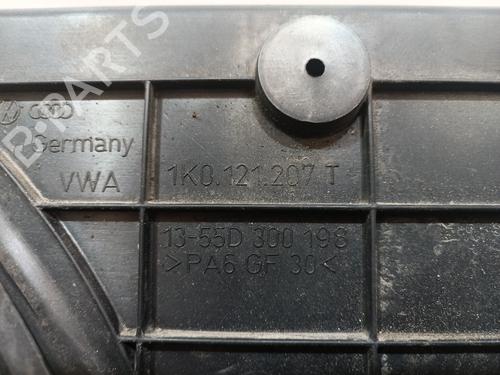 B-PARTS
Germany
VWA
1K0.121.207 T
13-55D 300 198
>PA6 GF 30<